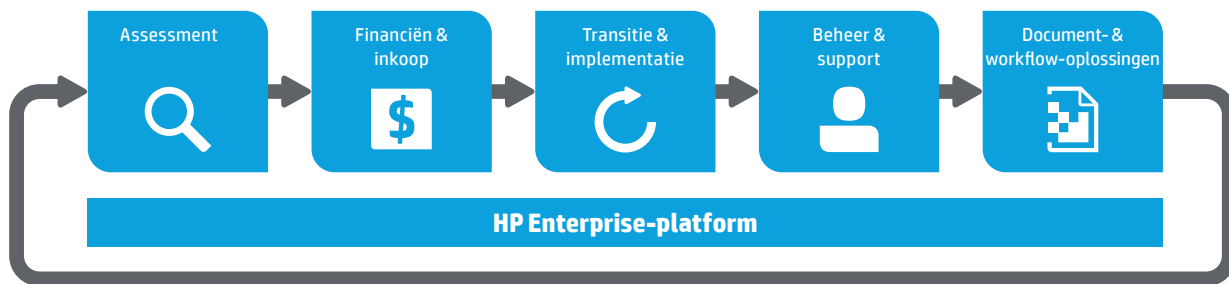 Assessment
Financiën &
inkoop
$
Transitie &
implementatie
Beheer &
support
Document- &
workflow-oplossingen
HP Enterprise-platform